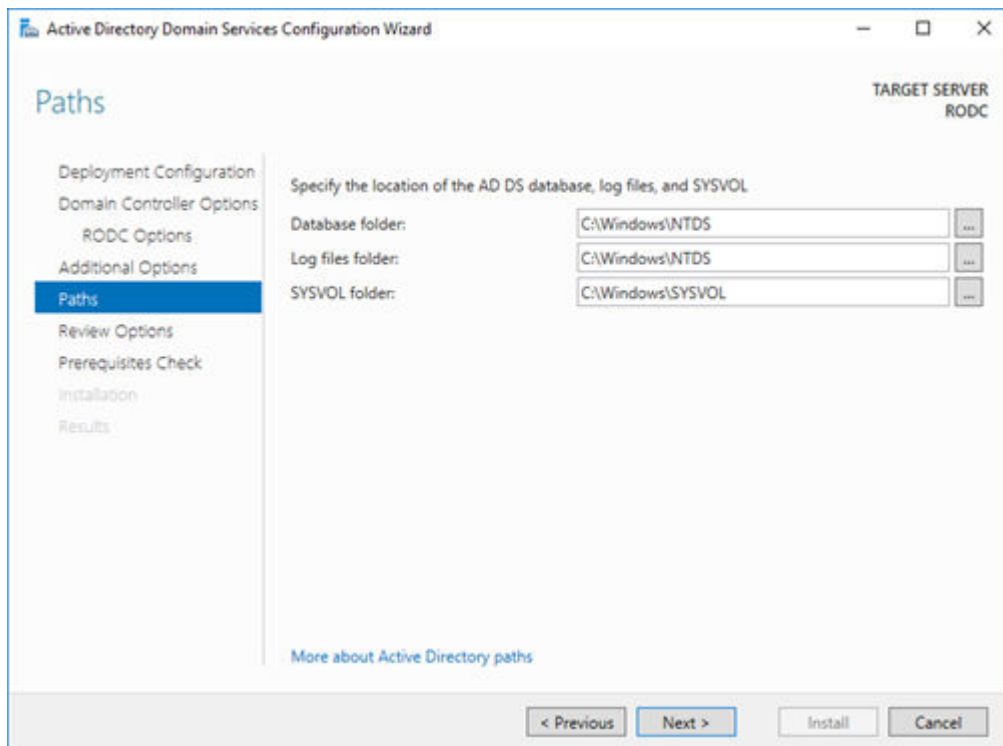 Active Directory Domain Services Configuration Wizard
Paths
TARGET SERVER
RODC
Deployment Configuration
Domain Controller Options
RODC Options
Additional Options
Paths
Review Options
Prerequisites Check
Installation
Results
Specify the location of the AD DS database, log files, and SYSVOL
Database folder: C:\Windows\NTDS ...
Log files folder: C:\Windows\NTDS ...
SYSVOL folder: C:\Windows\SYSVOL ...
More about Active Directory paths
< Previous Next > Install Cancel